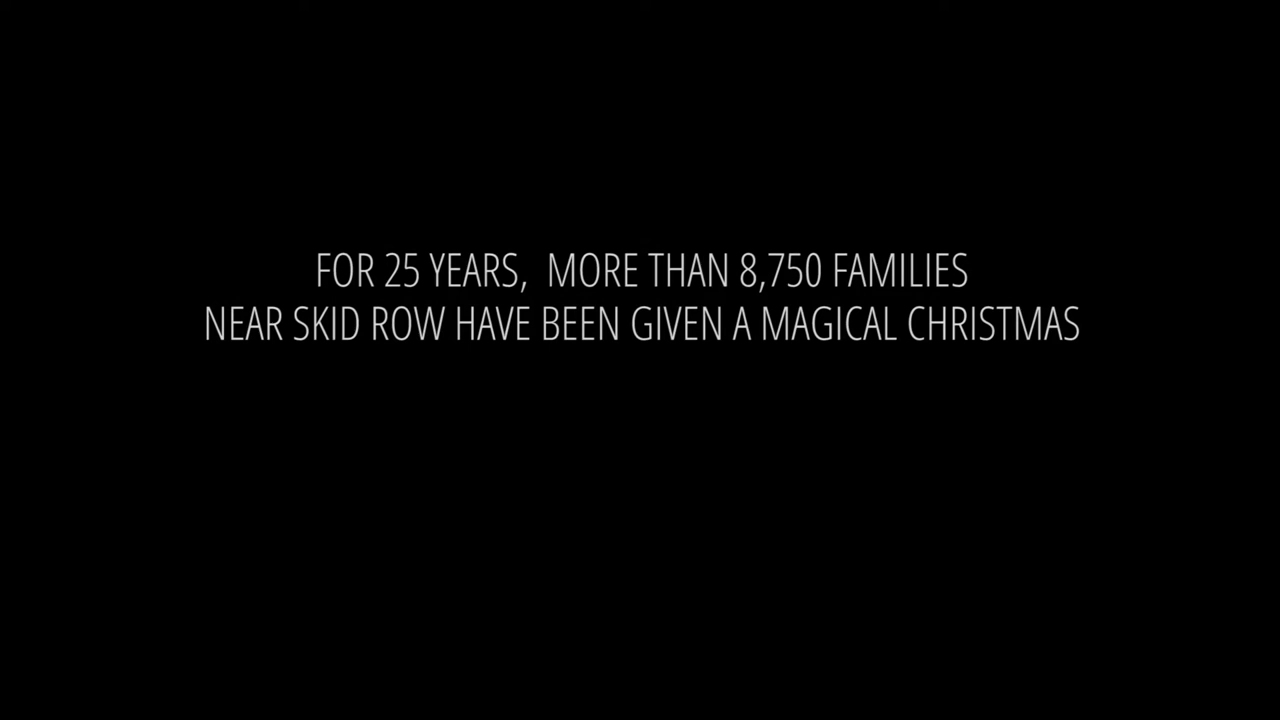 FOR 25 YEARS,  MORE THAN 8,750 FAMILIES
NEAR SKID ROW HAVE BEEN GIVEN A MAGICAL CHRISTMAS